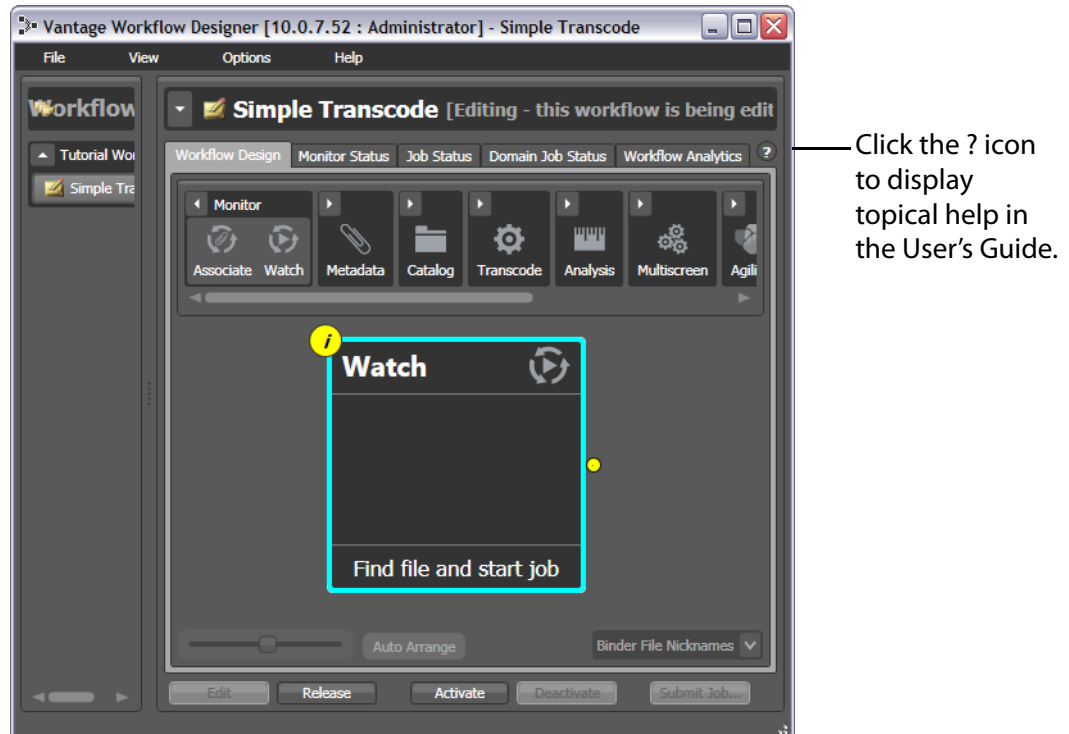 Vantage Workflow Designer [10.0.7.52 : Administrator] - Simple Transcode
File View Options Help
Workflow
Simple Transcode [Editing - this workflow is being edit
Tutorial Wor
Simple Tra
Workflow Design Monitor Status Job Status Domain Job Status Workflow Analytics ?
Monitor
Associate Watch Metadata Catalog Transcode Analysis Multiscreen Agili
i
Watch
Find file and start job
Auto Arrange
Binder File Nicknames
Edit Release Activate Deactivate Submit Job...
Click the ? icon
to display
topical help in
the User's Guide.